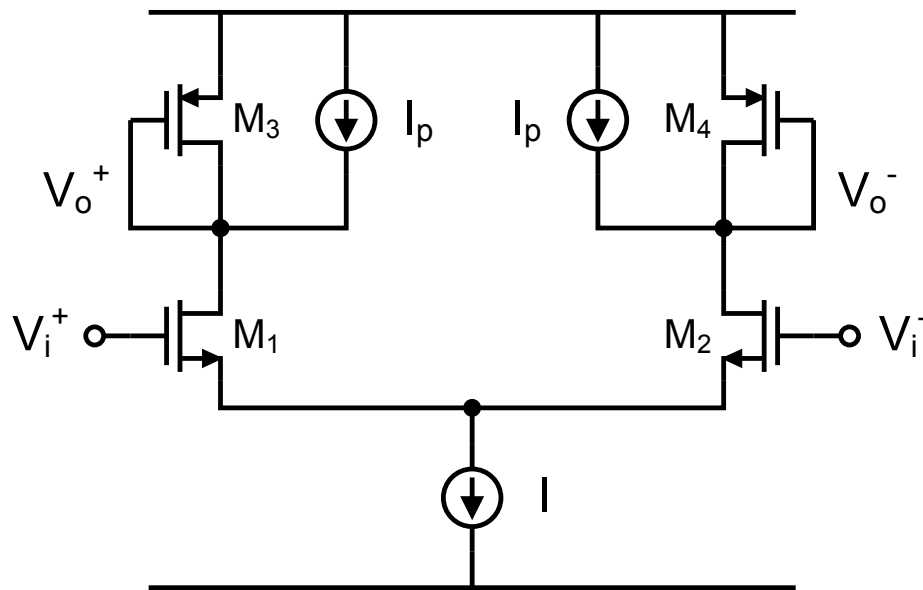 M₃ Iₚ Iₚ M₄
Vₒ⁺ Vₒ⁻
Vᵢ⁺ M₁ M₂ Vᵢ⁻
I